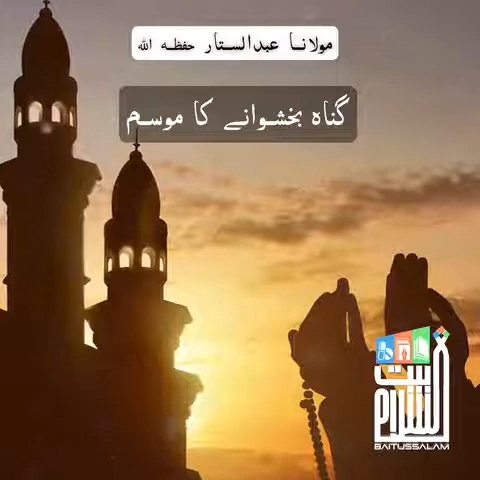 مولانا عبدالستار حفظہ اللہ
گناہ بخشوانے کا موسم
بیت السلام
BAITUSSALAM